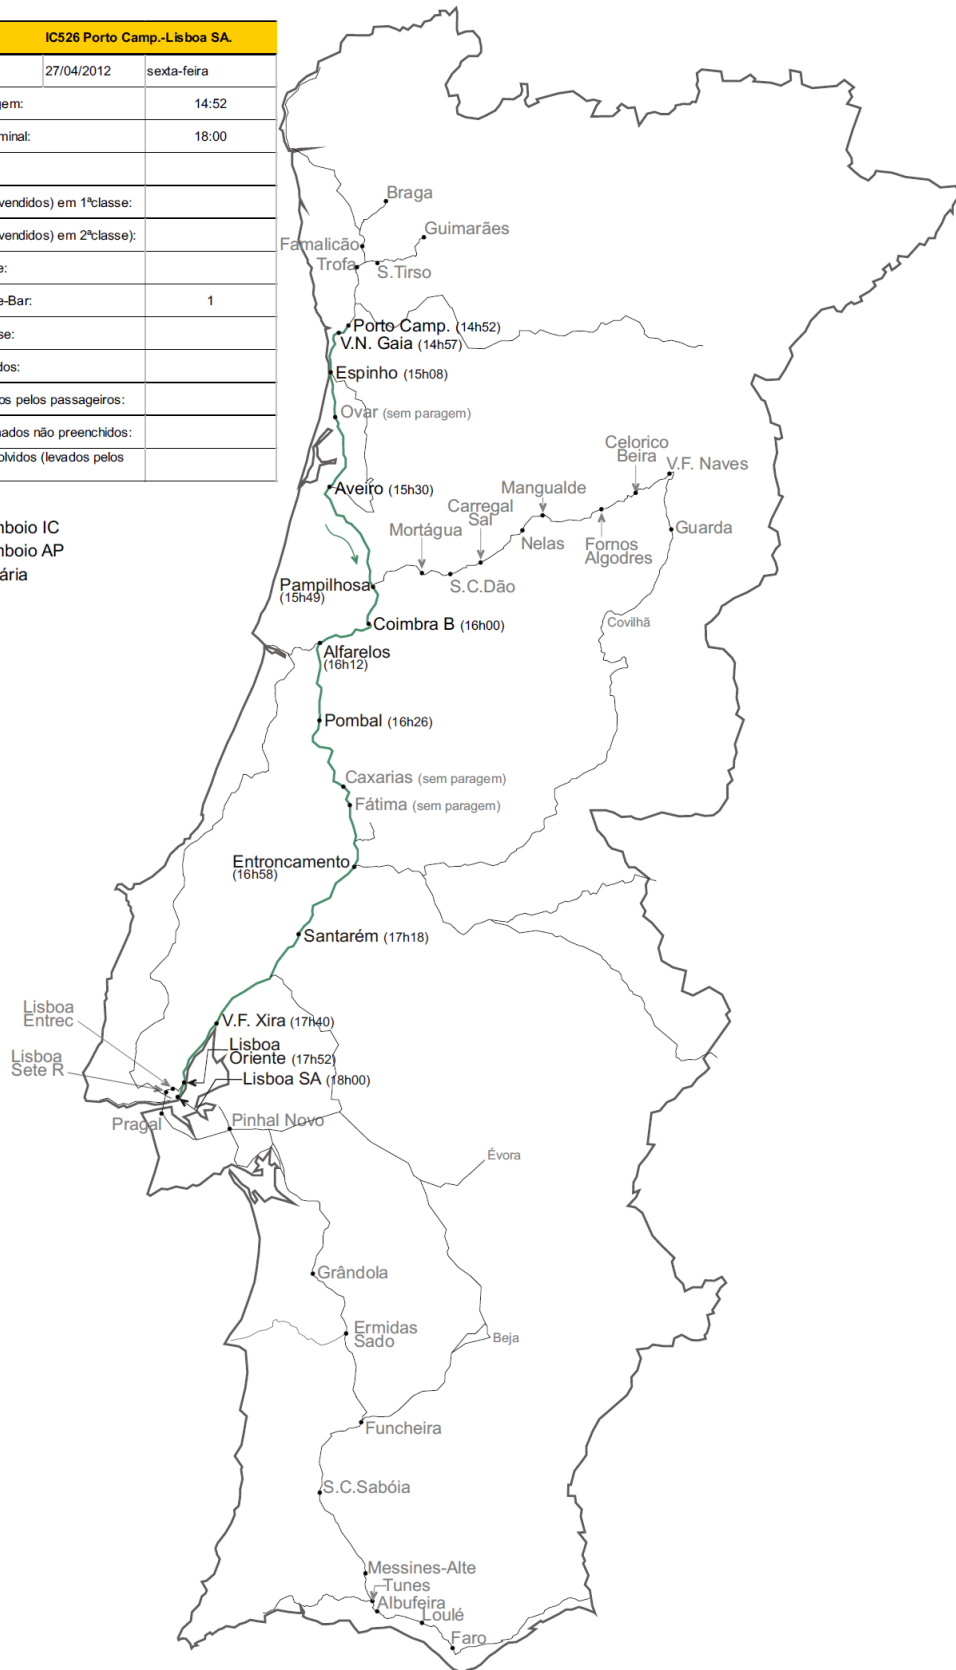 IC526 Porto Camp.-Lisboa SA.
27/04/2012 sexta-feira
gem: 14:52
minal: 18:00
vendidos) em 1ªclasse:
vendidos) em 2ªclasse):
e:
e-Bar: 1
se:
dos:
os pelos passageiros:
nados não preenchidos:
olvidos (levados pelos
nboio IC
nboio AP
ária
Braga
Guimarães
Famalicão
Trofa
S.Tirso
Porto Camp. (14h52)
V.N. Gaia (14h57)
Espinho (15h08)
Ovar (sem paragem)
Celorico
Beira
V.F. Naves
Aveiro (15h30)
Mangualde
Carregal
Sal
Mortágua
Guarda
Nelas
Fornos
Algodres
Pampilhosa
(15h49)
S.C.Dão
Coimbra B (16h00)
Covilhã
Alfarelos
(16h12)
Pombal (16h26)
Caxarias (sem paragem)
Fátima (sem paragem)
Entroncamento
(16h58)
Santarém (17h18)
Lisboa
Entrec
V.F. Xira (17h40)
Lisboa
Oriente (17h52)
Lisboa
Sete R
Lisboa SA (18h00)
Pragal
Pinhal Novo
Évora
Grândola
Ermidas
Sado
Beja
Funcheira
S.C.Sabóia
Messines-Alte
Tunes
Albufeira
Loulé
Faro